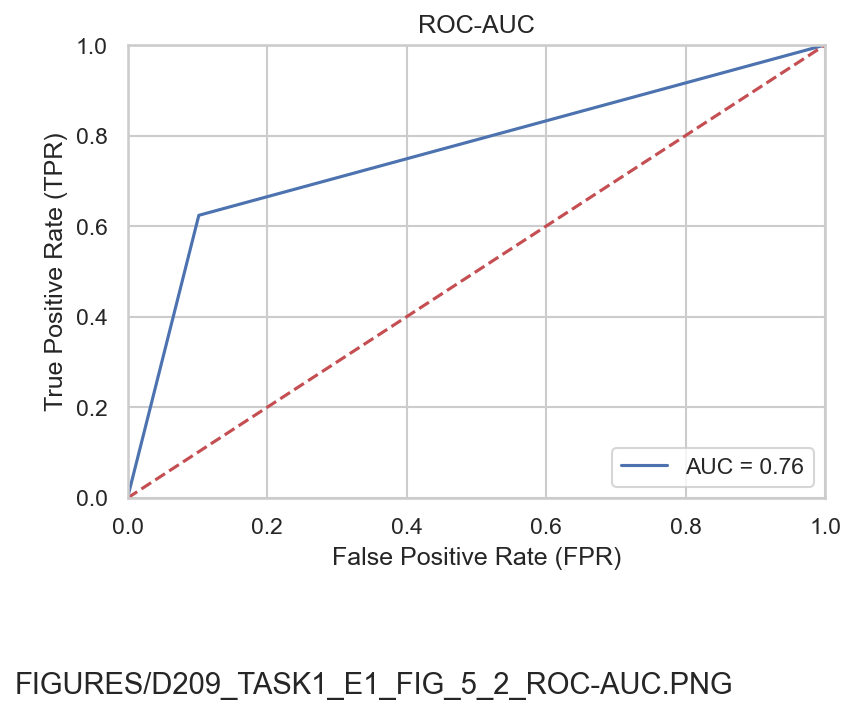 ROC-AUC
1.0
0.8
0.6
0.4
0.2
0.0
True Positive Rate (TPR)
AUC = 0.76
0.0 0.2 0.4 0.6 0.8 1.0
False Positive Rate (FPR)
FIGURES/D209_TASK1_E1_FIG_5_2_ROC-AUC.PNG